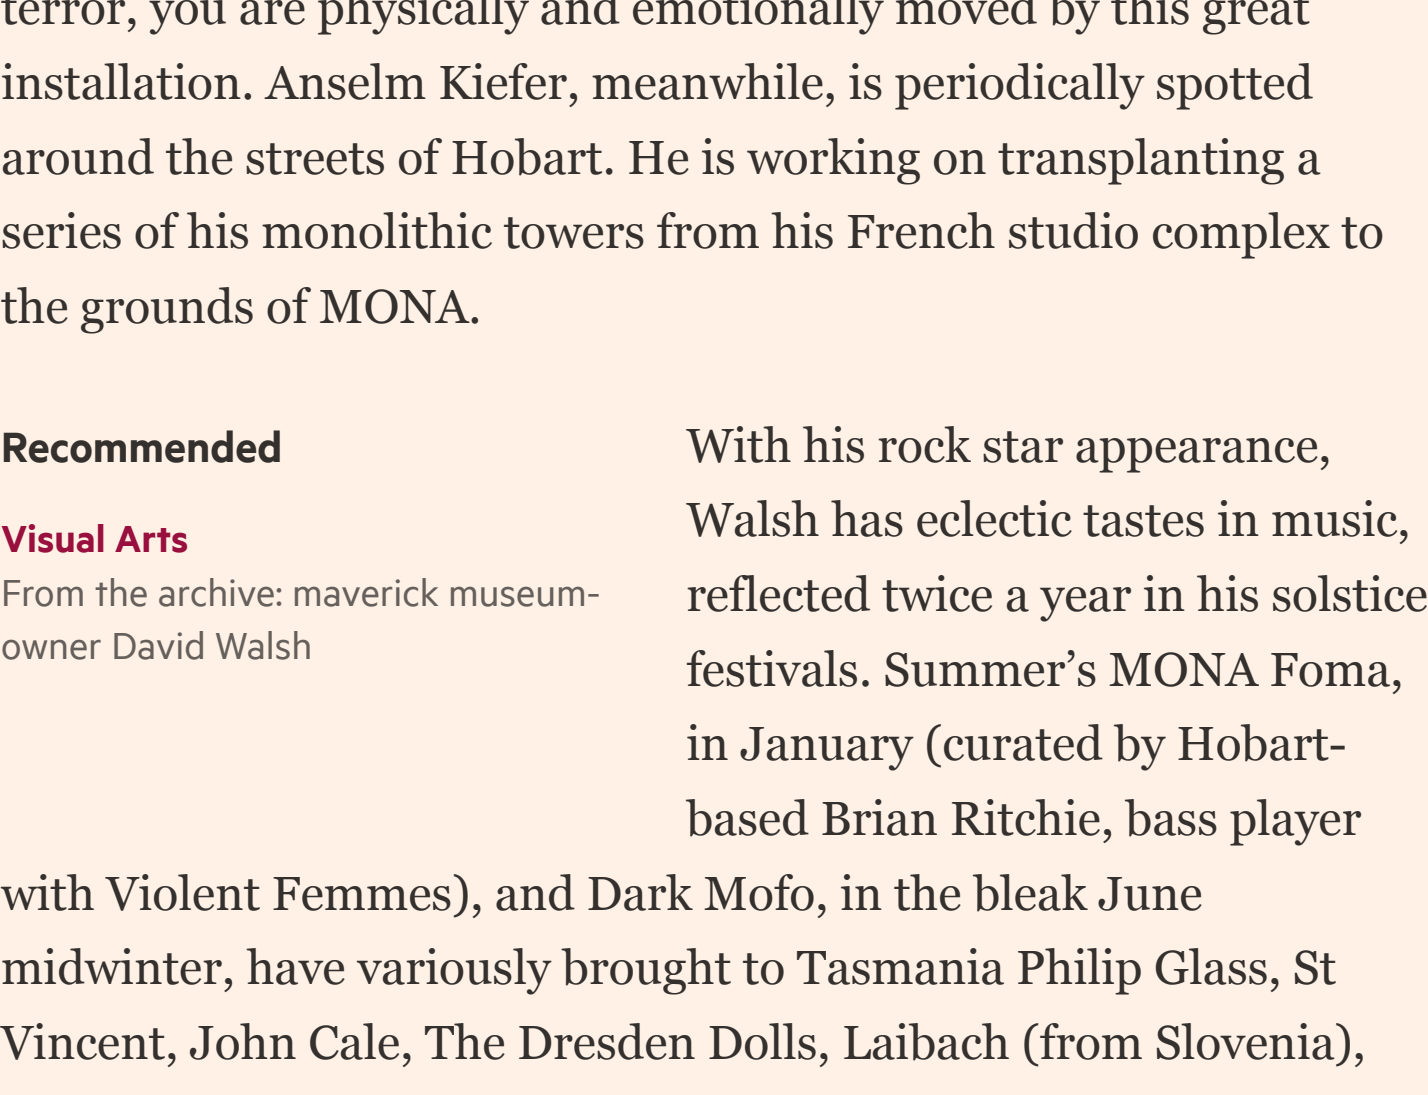 terror, you are physically and emotionally moved by this great
installation. Anselm Kiefer, meanwhile, is periodically spotted
around the streets of Hobart. He is working on transplanting a
series of his monolithic towers from his French studio complex to
the grounds of MONA.
Recommended
Visual Arts
From the archive: maverick museum-
owner David Walsh
With his rock star appearance,
Walsh has eclectic tastes in music,
reflected twice a year in his solstice
festivals. Summer’s MONA Foma,
in January (curated by Hobart-
based Brian Ritchie, bass player
with Violent Femmes), and Dark Mofo, in the bleak June
midwinter, have variously brought to Tasmania Philip Glass, St
Vincent, John Cale, The Dresden Dolls, Laibach (from Slovenia),